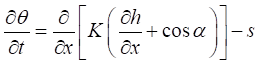 ∂θ/∂t = ∂/∂x [K(∂h/∂x + cos α)] − s